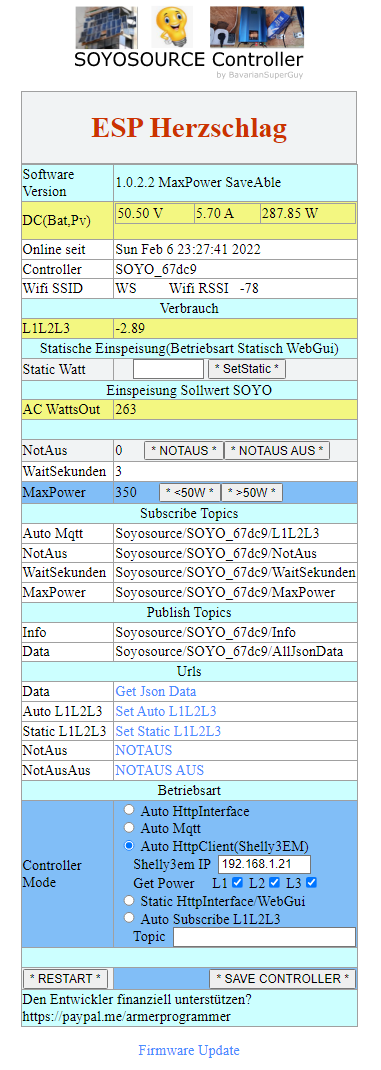 SOYOSOURCE Controller
by BavarianSuperGuy
ESP Herzschlag
Software Version 1.0.2.2 MaxPower SaveAble
DC(Bat,Pv) 50.50 V 5.70 A 287.85 W
Online seit Sun Feb 6 23:27:41 2022
Controller SOYO_67dc9
Wifi SSID WS Wifi RSSI -78
Verbrauch
L1L2L3 -2.89
Statische Einspeisung(Betriebsart Statisch WebGui)
Static Watt * SetStatic *
Einspeisung Sollwert SOYO
AC WattsOut 263
NotAus 0 * NOTAUS * * NOTAUS AUS *
WaitSekunden 3
MaxPower 350 * <50W * * >50W *
Subscribe Topics
Auto Mqtt Soyosource/SOYO_67dc9/L1L2L3
NotAus Soyosource/SOYO_67dc9/NotAus
WaitSekunden Soyosource/SOYO_67dc9/WaitSekunden
MaxPower Soyosource/SOYO_67dc9/MaxPower
Publish Topics
Info Soyosource/SOYO_67dc9/Info
Data Soyosource/SOYO_67dc9/AllJsonData
Urls
Data Get Json Data
Auto L1L2L3 Set Auto L1L2L3
Static L1L2L3 Set Static L1L2L3
NotAus NOTAUS
NotAusAus NOTAUS AUS
Betriebsart
Controller Mode
Auto HttpInterface
Auto Mqtt
Auto HttpClient(Shelly3EM)
Shelly3em IP 192.168.1.21
Get Power L1 L2 L3
Static HttpInterface/WebGui
Auto Subscribe L1L2L3
Topic
* RESTART * * SAVE CONTROLLER *
Den Entwickler finanziell unterstützen?
https://paypal.me/armerprogrammer
Firmware Update